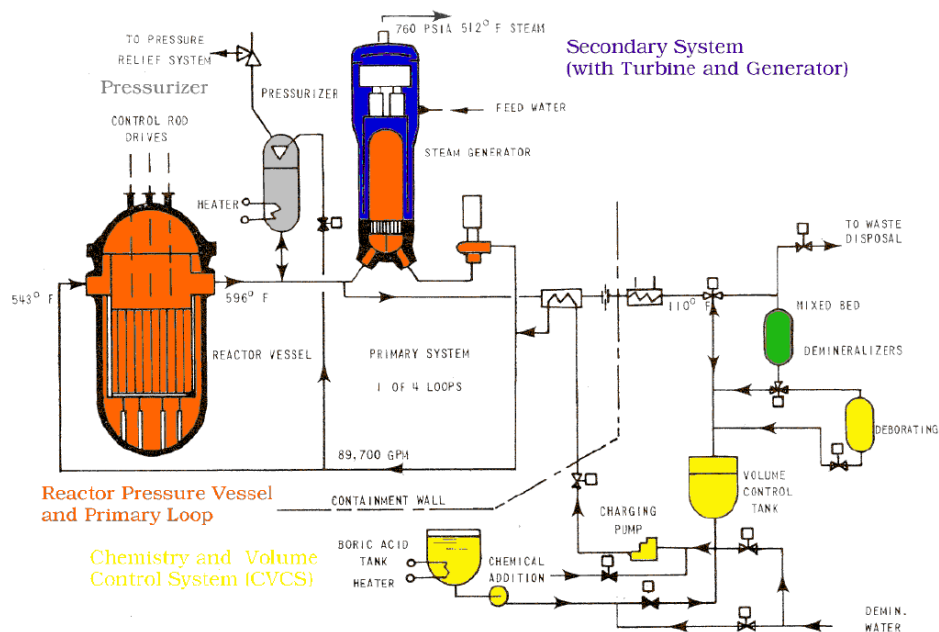 760 PSIA 512° F STEAM
TO PRESSURE
RELIEF SYSTEM
Secondary System
(with Turbine and Generator)
Pressurizer
PRESSURIZER
FEED WATER
CONTROL ROD
DRIVES
STEAM GENERATOR
HEATER
TO WASTE
DISPOSAL
543° F
596° F
110° F
MIXED BED
DEMINERALIZERS
REACTOR VESSEL
PRIMARY SYSTEM
1 OF 4 LOOPS
DEBORATING
89,700 GPM
VOLUME
CONTROL
TANK
Reactor Pressure Vessel
and Primary Loop
CONTAINMENT WALL
CHARGING
PUMP
Chemistry and Volume
Control System (CVCS)
BORIC ACID
TANK
HEATER
CHEMICAL
ADDITION
DEMIN.
WATER